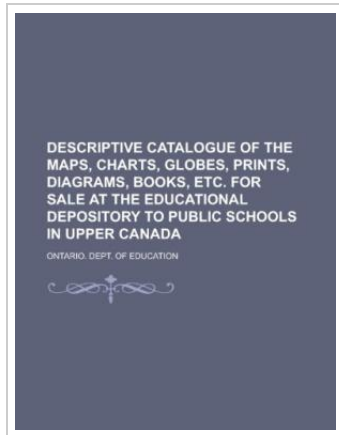 DESCRIPTIVE CATALOGUE OF THE
MAPS, CHARTS, GLOBES, PRINTS,
DIAGRAMS, BOOKS, ETC. FOR
SALE AT THE EDUCATIONAL
DEPOSITORY TO PUBLIC SCHOOLS
IN UPPER CANADA
ONTARIO. DEPT. OF EDUCATION